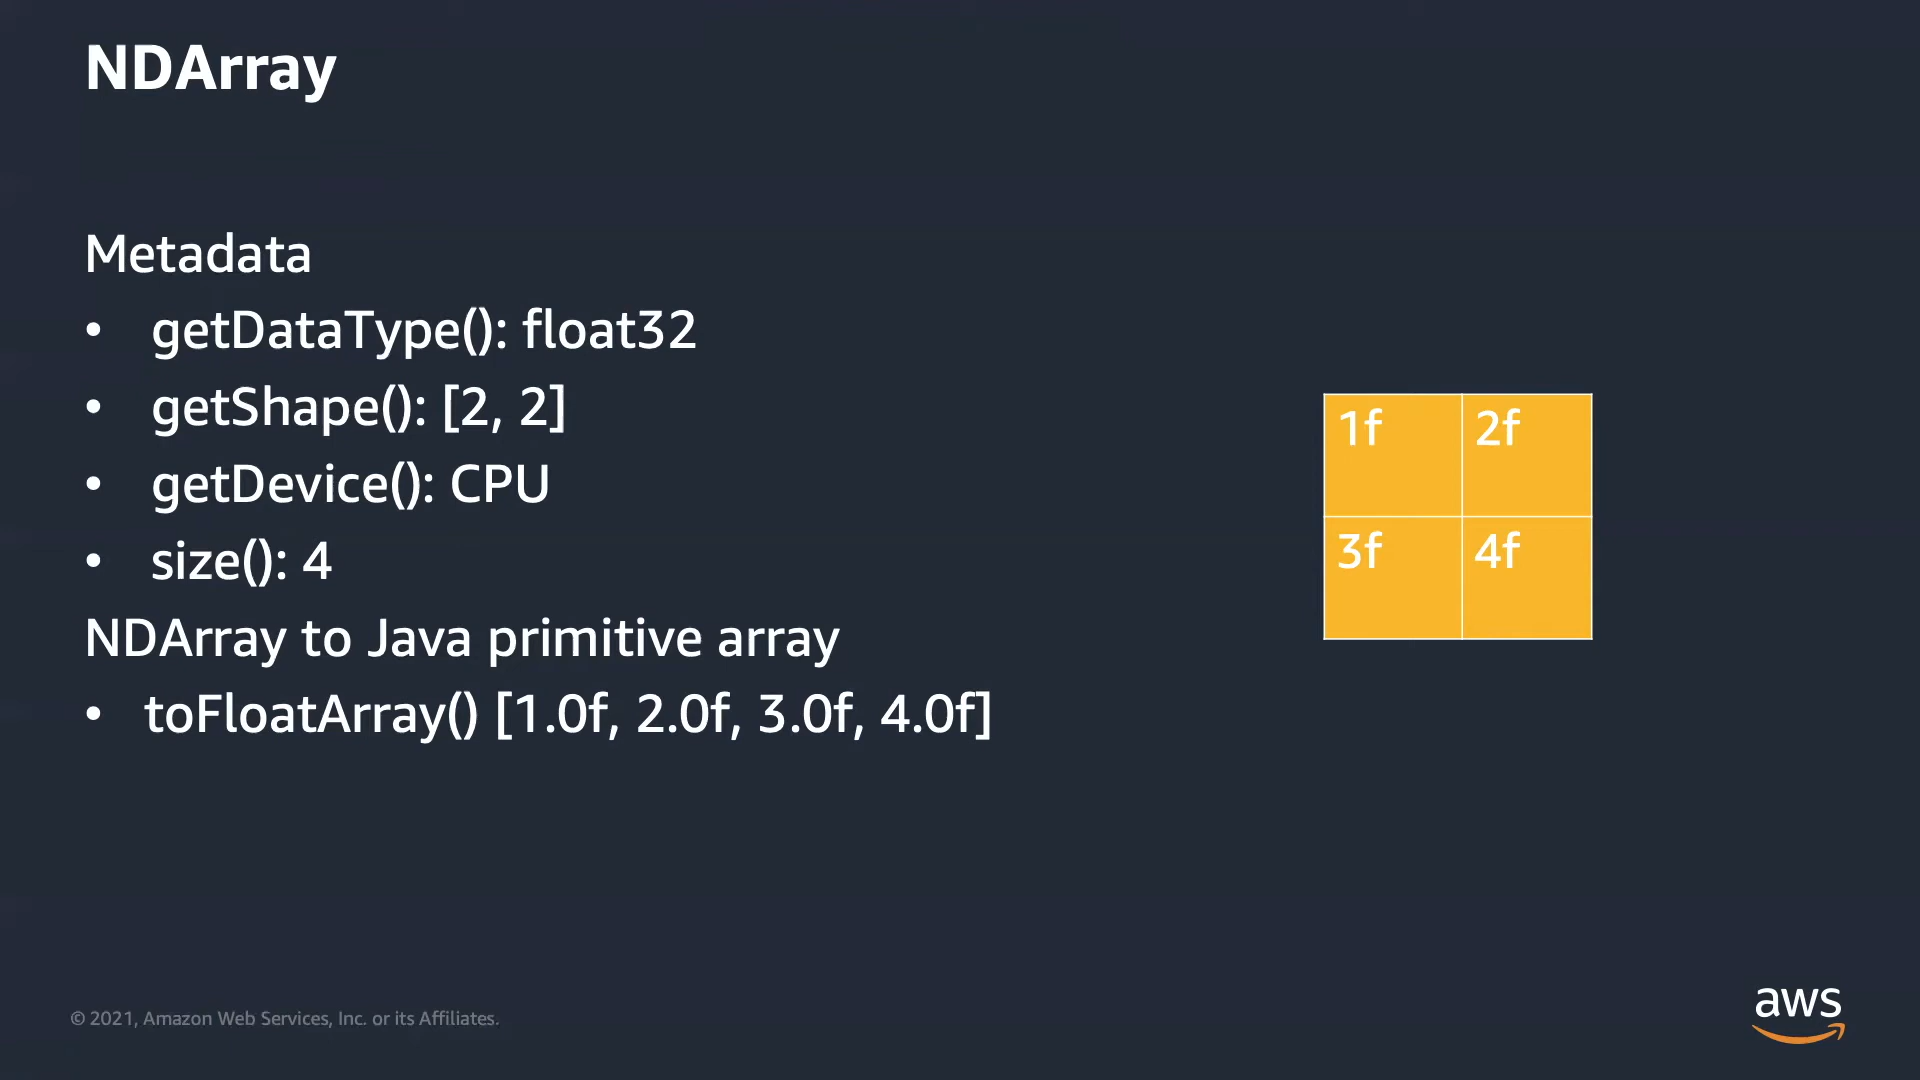 NDArray
Metadata
• getDataType(): float32
• getShape(): [2, 2]
• getDevice(): CPU
• size(): 4
NDArray to Java primitive array
• toFloatArray() [1.0f, 2.0f, 3.0f, 4.0f]
1f 2f
3f 4f
© 2021, Amazon Web Services, Inc. or its Affiliates.
aws